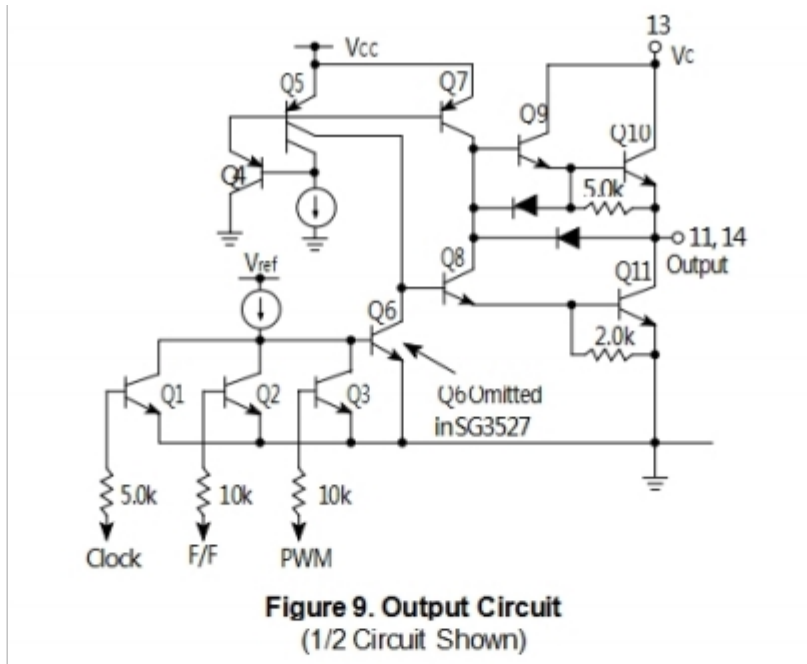 13
Vcc
Vc
Q5
Q7
Q9
Q10
Q4
5.0k
11, 14
Output
Vref
Q8
Q11
Q6
2.0k
Q1
Q2
Q3
Q6 Omitted
in SG3527
5.0k
10k
10k
Clock
F/F
PWM
Figure 9. Output Circuit
(1/2 Circuit Shown)